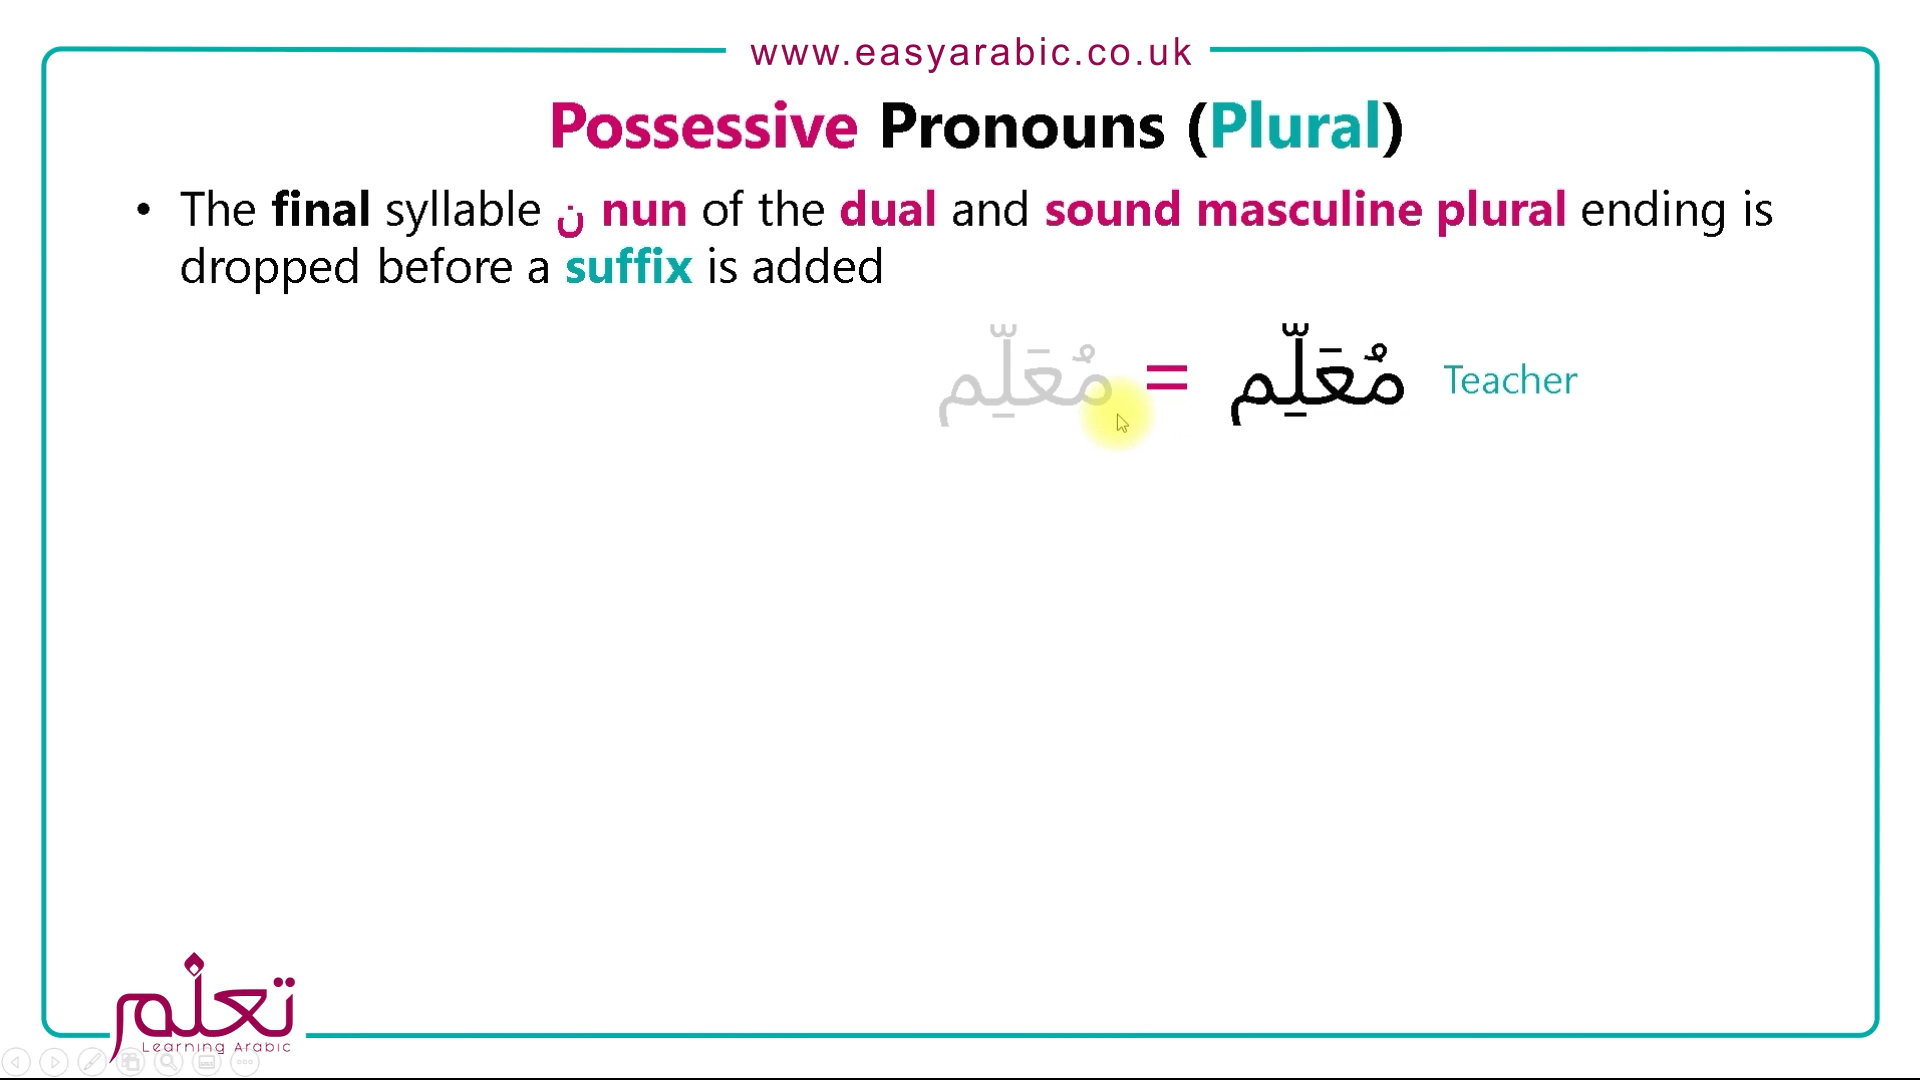 www.easyarabic.co.uk
Possessive Pronouns (Plural)
• The final syllable ن nun of the dual and sound masculine plural ending is
dropped before a suffix is added
مُعَلِّم = مُعَلِّم Teacher
تعلم
Learning Arabic